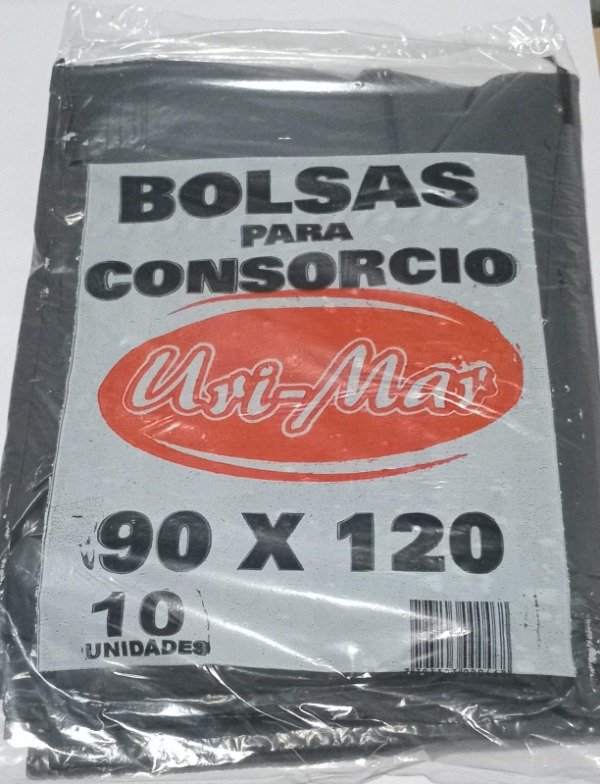 BOLSAS
PARA
CONSORCIO
Uri-Mar
90 X 120
10
UNIDADES